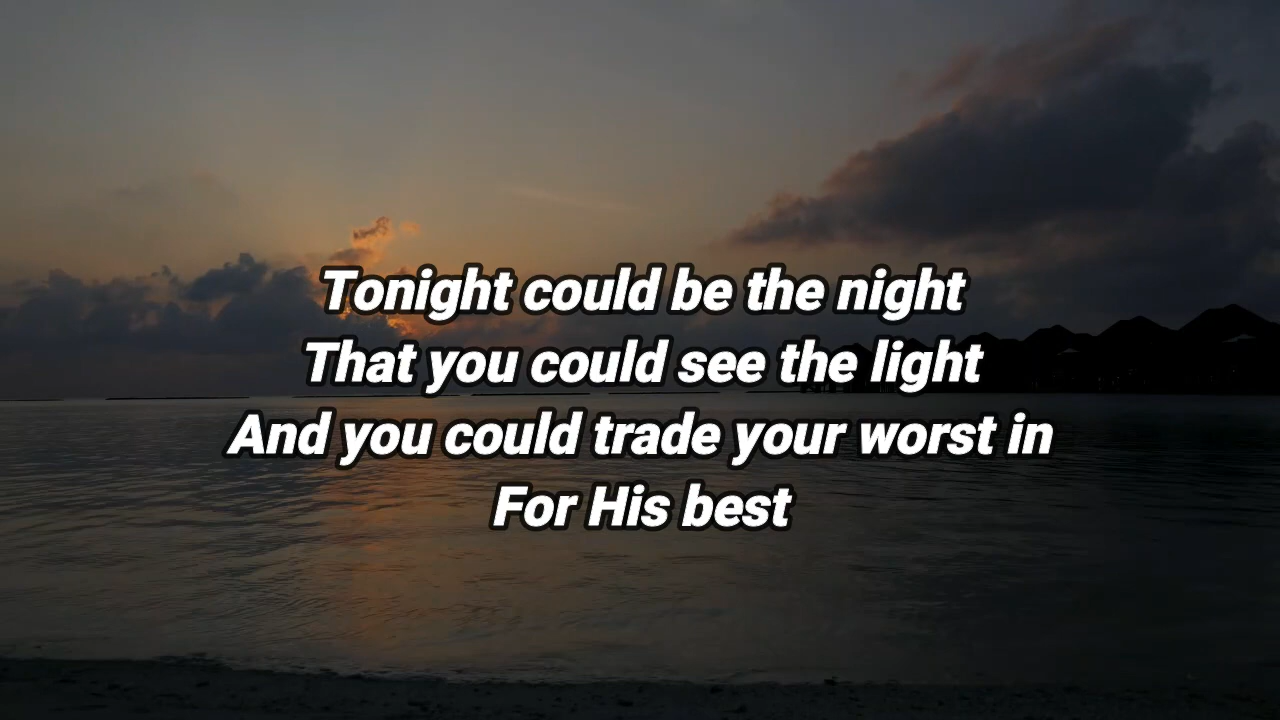 Tonight could be the night
That you could see the light
And you could trade your worst in
For His best